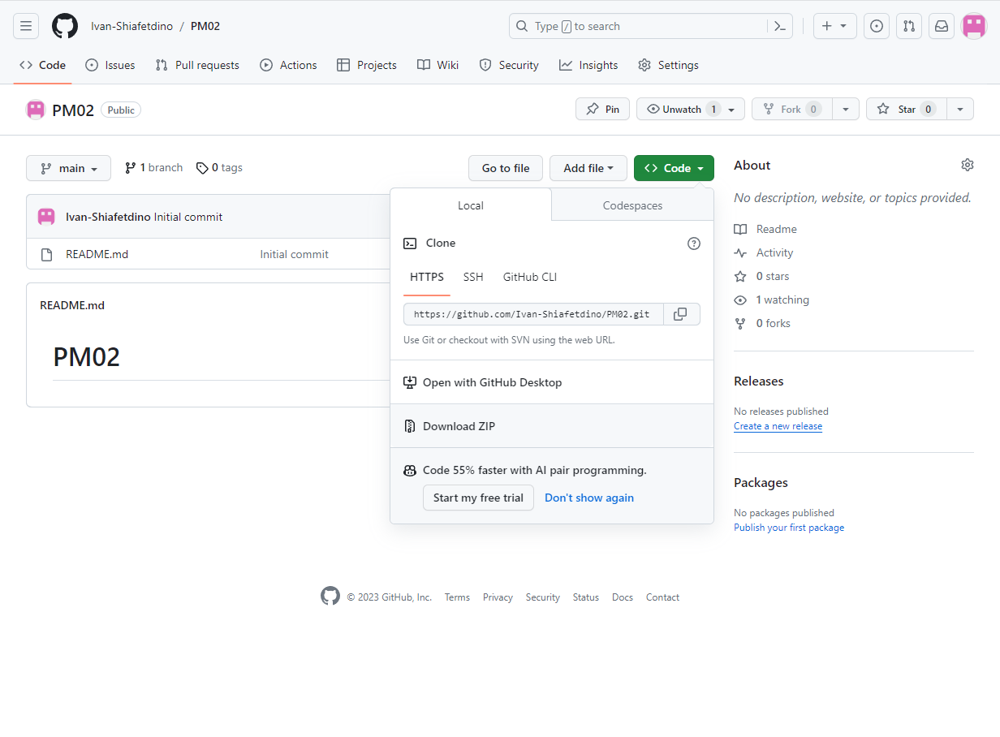 Ivan-Shiafetdino / PM02
Type / to search
Code Issues Pull requests Actions Projects Wiki Security Insights Settings
PM02 Public
Pin Unwatch 1 Fork 0 Star 0
main 1 branch 0 tags
Go to file Add file Code
Ivan-Shiafetdino Initial commit
README.md Initial commit
README.md
PM02
Local Codespaces
Clone
HTTPS SSH GitHub CLI
https://github.com/Ivan-Shiafetdino/PM02.git
Use Git or checkout with SVN using the web URL.
Open with GitHub Desktop
Download ZIP
Code 55% faster with AI pair programming.
Start my free trial Don't show again
About
No description, website, or topics provided.
Readme
Activity
0 stars
1 watching
0 forks
Releases
No releases published
Create a new release
Packages
No packages published
Publish your first package
© 2023 GitHub, Inc. Terms Privacy Security Status Docs Contact